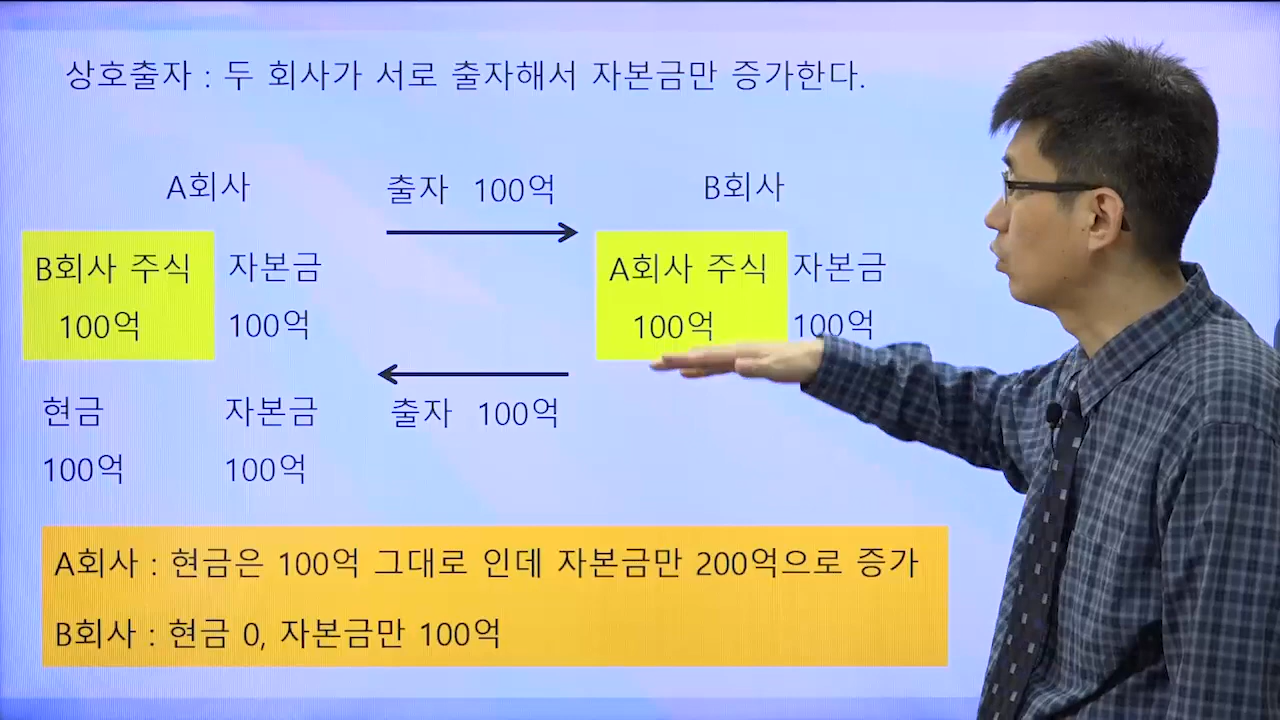 상호출자 : 두 회사가 서로 출자해서 자본금만 증가한다.
A회사
출자 100억
B회사
B회사 주식
100억
자본금
100억
A회사 주식
100억
자본금
100억
현금
100억
자본금
100억
출자 100억
A회사 : 현금은 100억 그대로 인데 자본금만 200억으로 증가
B회사 : 현금 0, 자본금만 100억